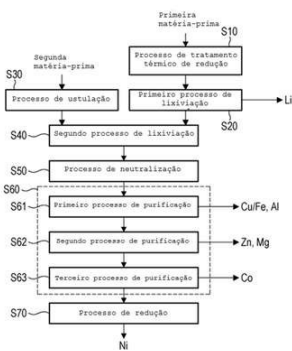 Primeira
matéria-prima
S10
Processo de tratamento
térmico de redução
Segunda
matéria-prima
S30
Processo de ustulação
Primeiro processo de
lixiviação
Li
S20
S40
Segundo processo de lixiviação
S50
Processo de neutralização
S60
S61
Primeiro processo de purificação
Cu/Fe, Al
S62
Segundo processo de purificação
Zn, Mg
S63
Terceiro processo de purificação
Co
S70
Processo de redução
Ni